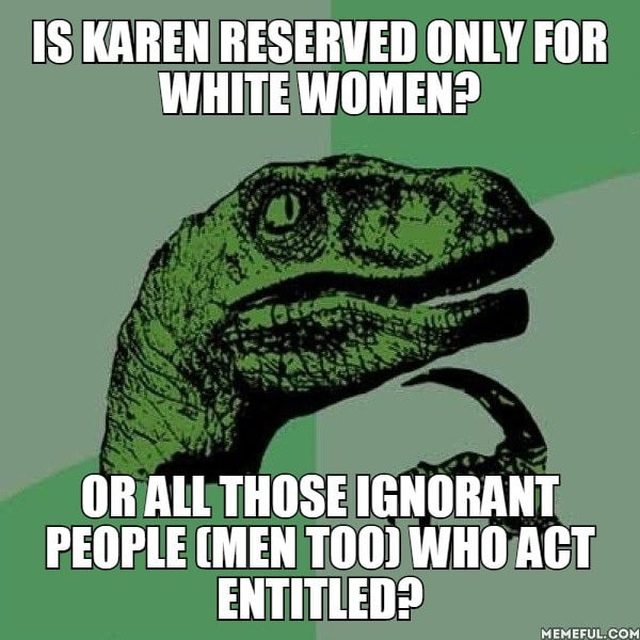 IS KAREN RESERVED ONLY FOR
WHITE WOMEN?
OR ALL THOSE IGNORANT
PEOPLE (MEN TOO) WHO ACT
ENTITLED?
MEMEFUL.COM